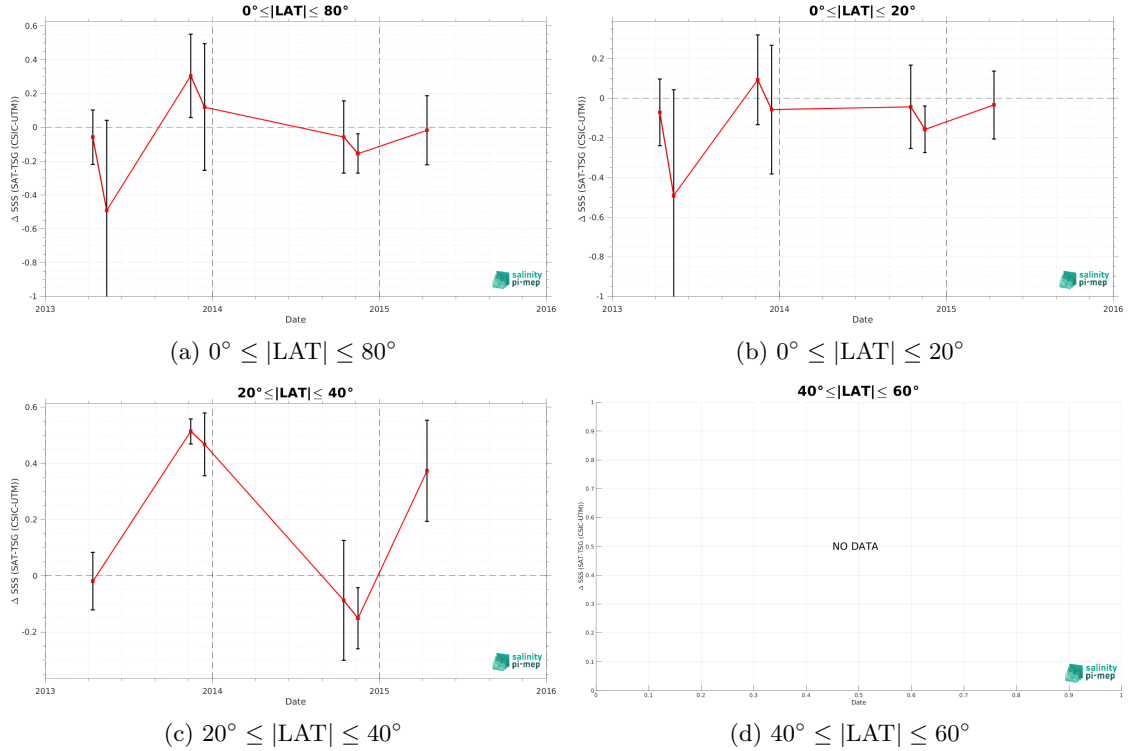 0°≤|LAT|≤ 80°
Δ SSS (SAT-TSG (CSIC-UTM))
0.6
0.4
0.2
0
-0.2
-0.4
-0.6
-0.8
-1
2013
2014
2015
2016
Date
salinity
pi-mep
(a) 0° ≤ |LAT| ≤ 80°
0°≤|LAT|≤ 20°
Δ SSS (SAT-TSG (CSIC-UTM))
0.2
0
-0.2
-0.4
-0.6
-0.8
-1
2013
2014
2015
2016
Date
salinity
pi-mep
(b) 0° ≤ |LAT| ≤ 20°
20°≤|LAT|≤ 40°
Δ SSS (SAT-TSG (CSIC-UTM))
0.6
0.4
0.2
0
-0.2
2013
2014
2015
2016
Date
salinity
pi-mep
(c) 20° ≤ |LAT| ≤ 40°
40°≤|LAT|≤ 60°
Δ SSS (SAT-TSG (CSIC-UTM))
1
0.9
0.8
0.7
0.6
0.5
0.4
0.3
0.2
0.1
0
NO DATA
0
0.1
0.2
0.3
0.4
0.5
0.6
0.7
0.8
0.9
1
Date
salinity
pi-mep
(d) 40° ≤ |LAT| ≤ 60°